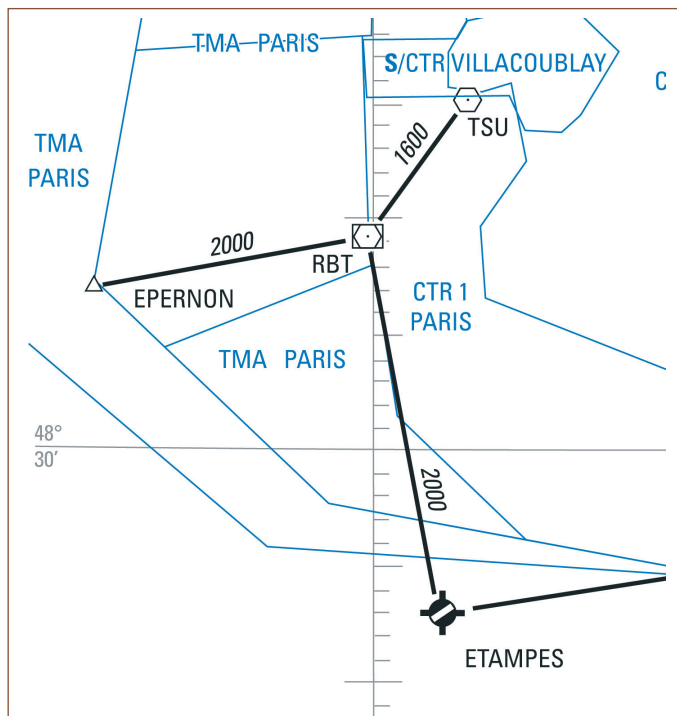 TMA PARIS
S/CTR VILLACOUBLAY
C
TMA
PARIS
1600
TSU
2000
RBT
EPERNON
CTR 1
PARIS
TMA PARIS
48°
30'
2000
ETAMPES